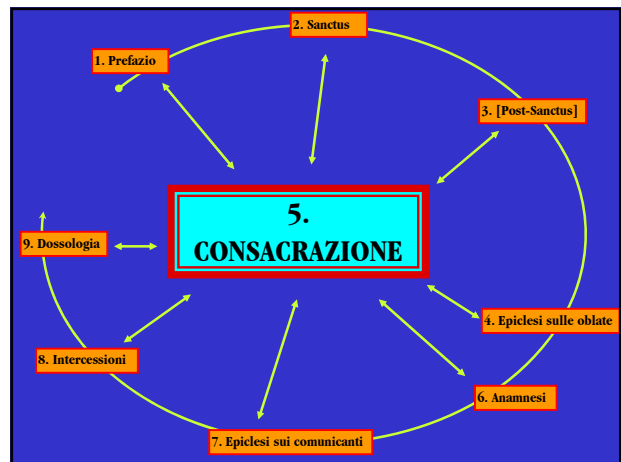 1. Prefazio
2. Sanctus
3. [Post-Sanctus]
4. Epiclesi sulle oblate
5.
CONSACRAZIONE
6. Anamnesi
7. Epiclesi sui comunicanti
8. Intercessioni
9. Dossologia